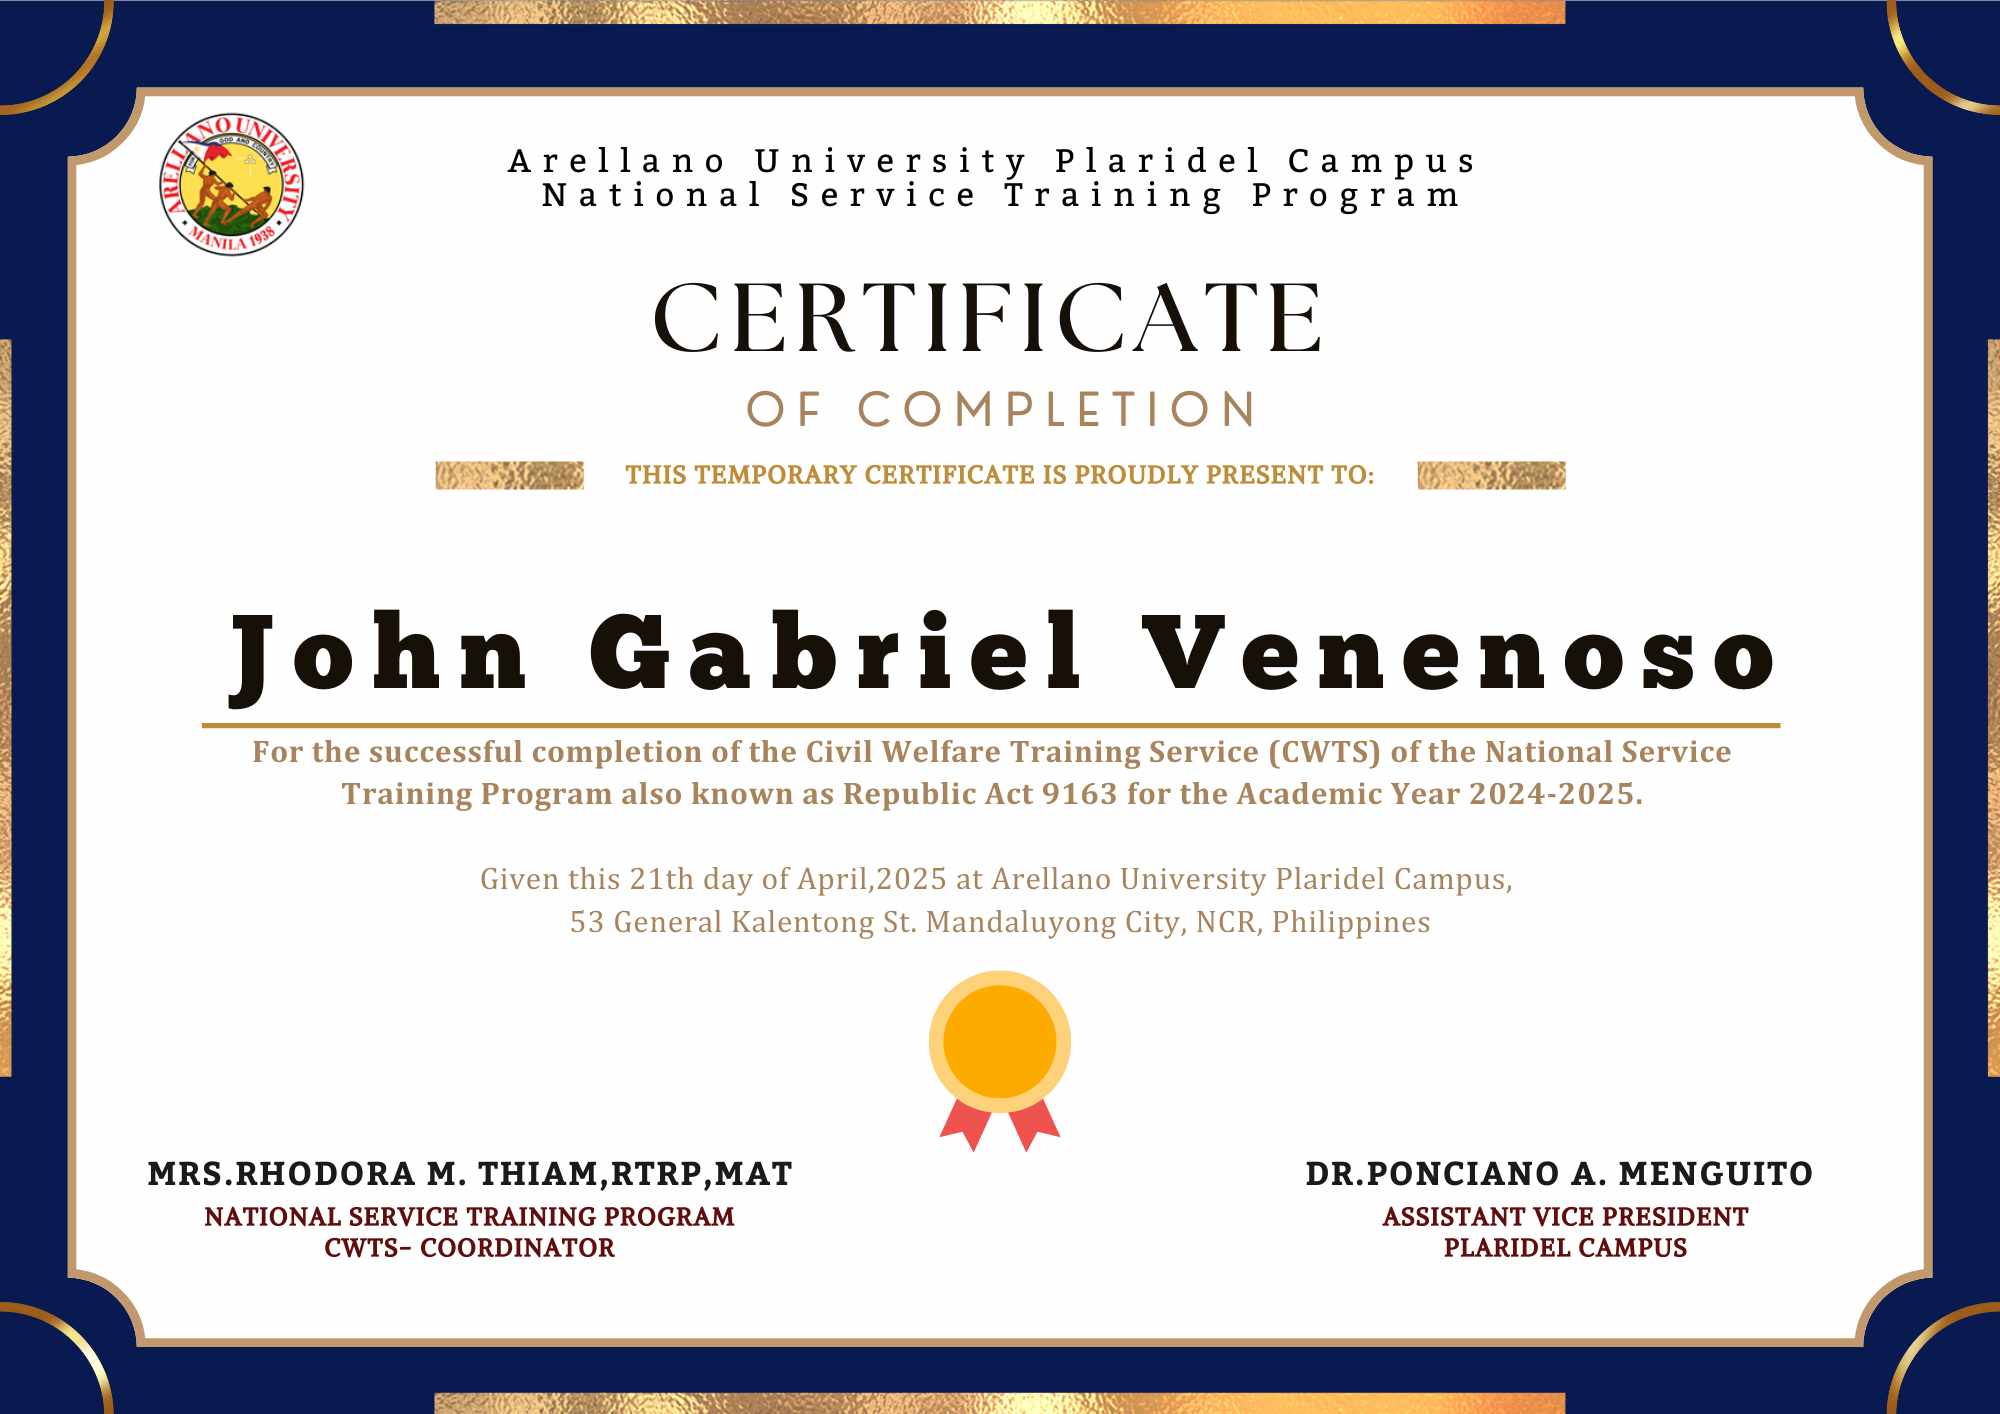 ARELLANO UNIVERSITY
GOD AND COUNTRY
MANILA 1938
Arellano University Plaridel Campus
National Service Training Program
CERTIFICATE
OF COMPLETION
THIS TEMPORARY CERTIFICATE IS PROUDLY PRESENT TO:
John Gabriel Venenoso
For the successful completion of the Civil Welfare Training Service (CWTS) of the National Service
Training Program also known as Republic Act 9163 for the Academic Year 2024-2025.
Given this 21th day of April,2025 at Arellano University Plaridel Campus,
53 General Kalentong St. Mandaluyong City, NCR, Philippines
MRS.RHODORA M. THIAM,RTRP,MAT
NATIONAL SERVICE TRAINING PROGRAM
CWTS- COORDINATOR
DR.PONCIANO A. MENGUITO
ASSISTANT VICE PRESIDENT
PLARIDEL CAMPUS